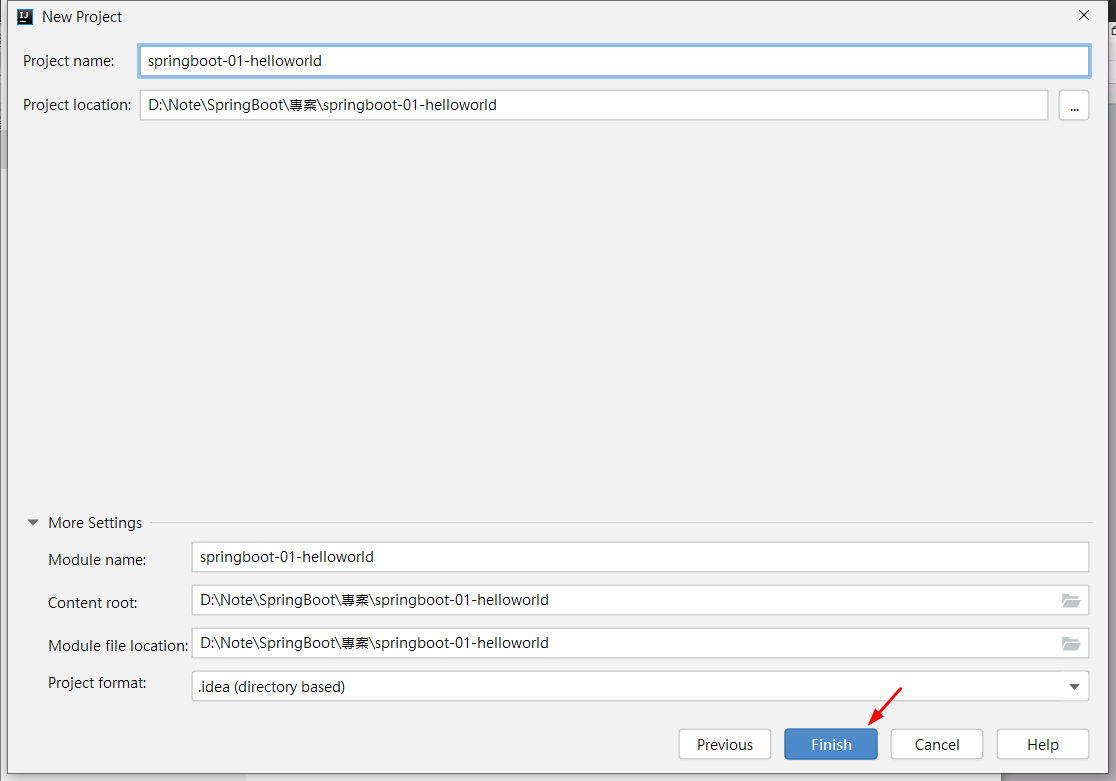 New Project
Project name: springboot-01-helloworld
Project location: D:\Note\SpringBoot\專案\springboot-01-helloworld ...
More Settings
Module name: springboot-01-helloworld
Content root: D:\Note\SpringBoot\專案\springboot-01-helloworld
Module file location: D:\Note\SpringBoot\專案\springboot-01-helloworld
Project format: .idea (directory based)
Previous Finish Cancel Help